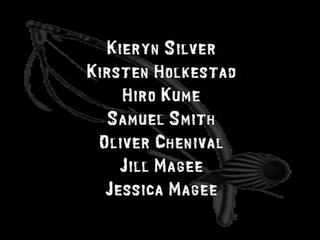 Kieryn Silver
Kirsten Holkestad
Hiro Kume
Samuel Smith
Oliver Chenival
Jill Magee
Jessica Magee